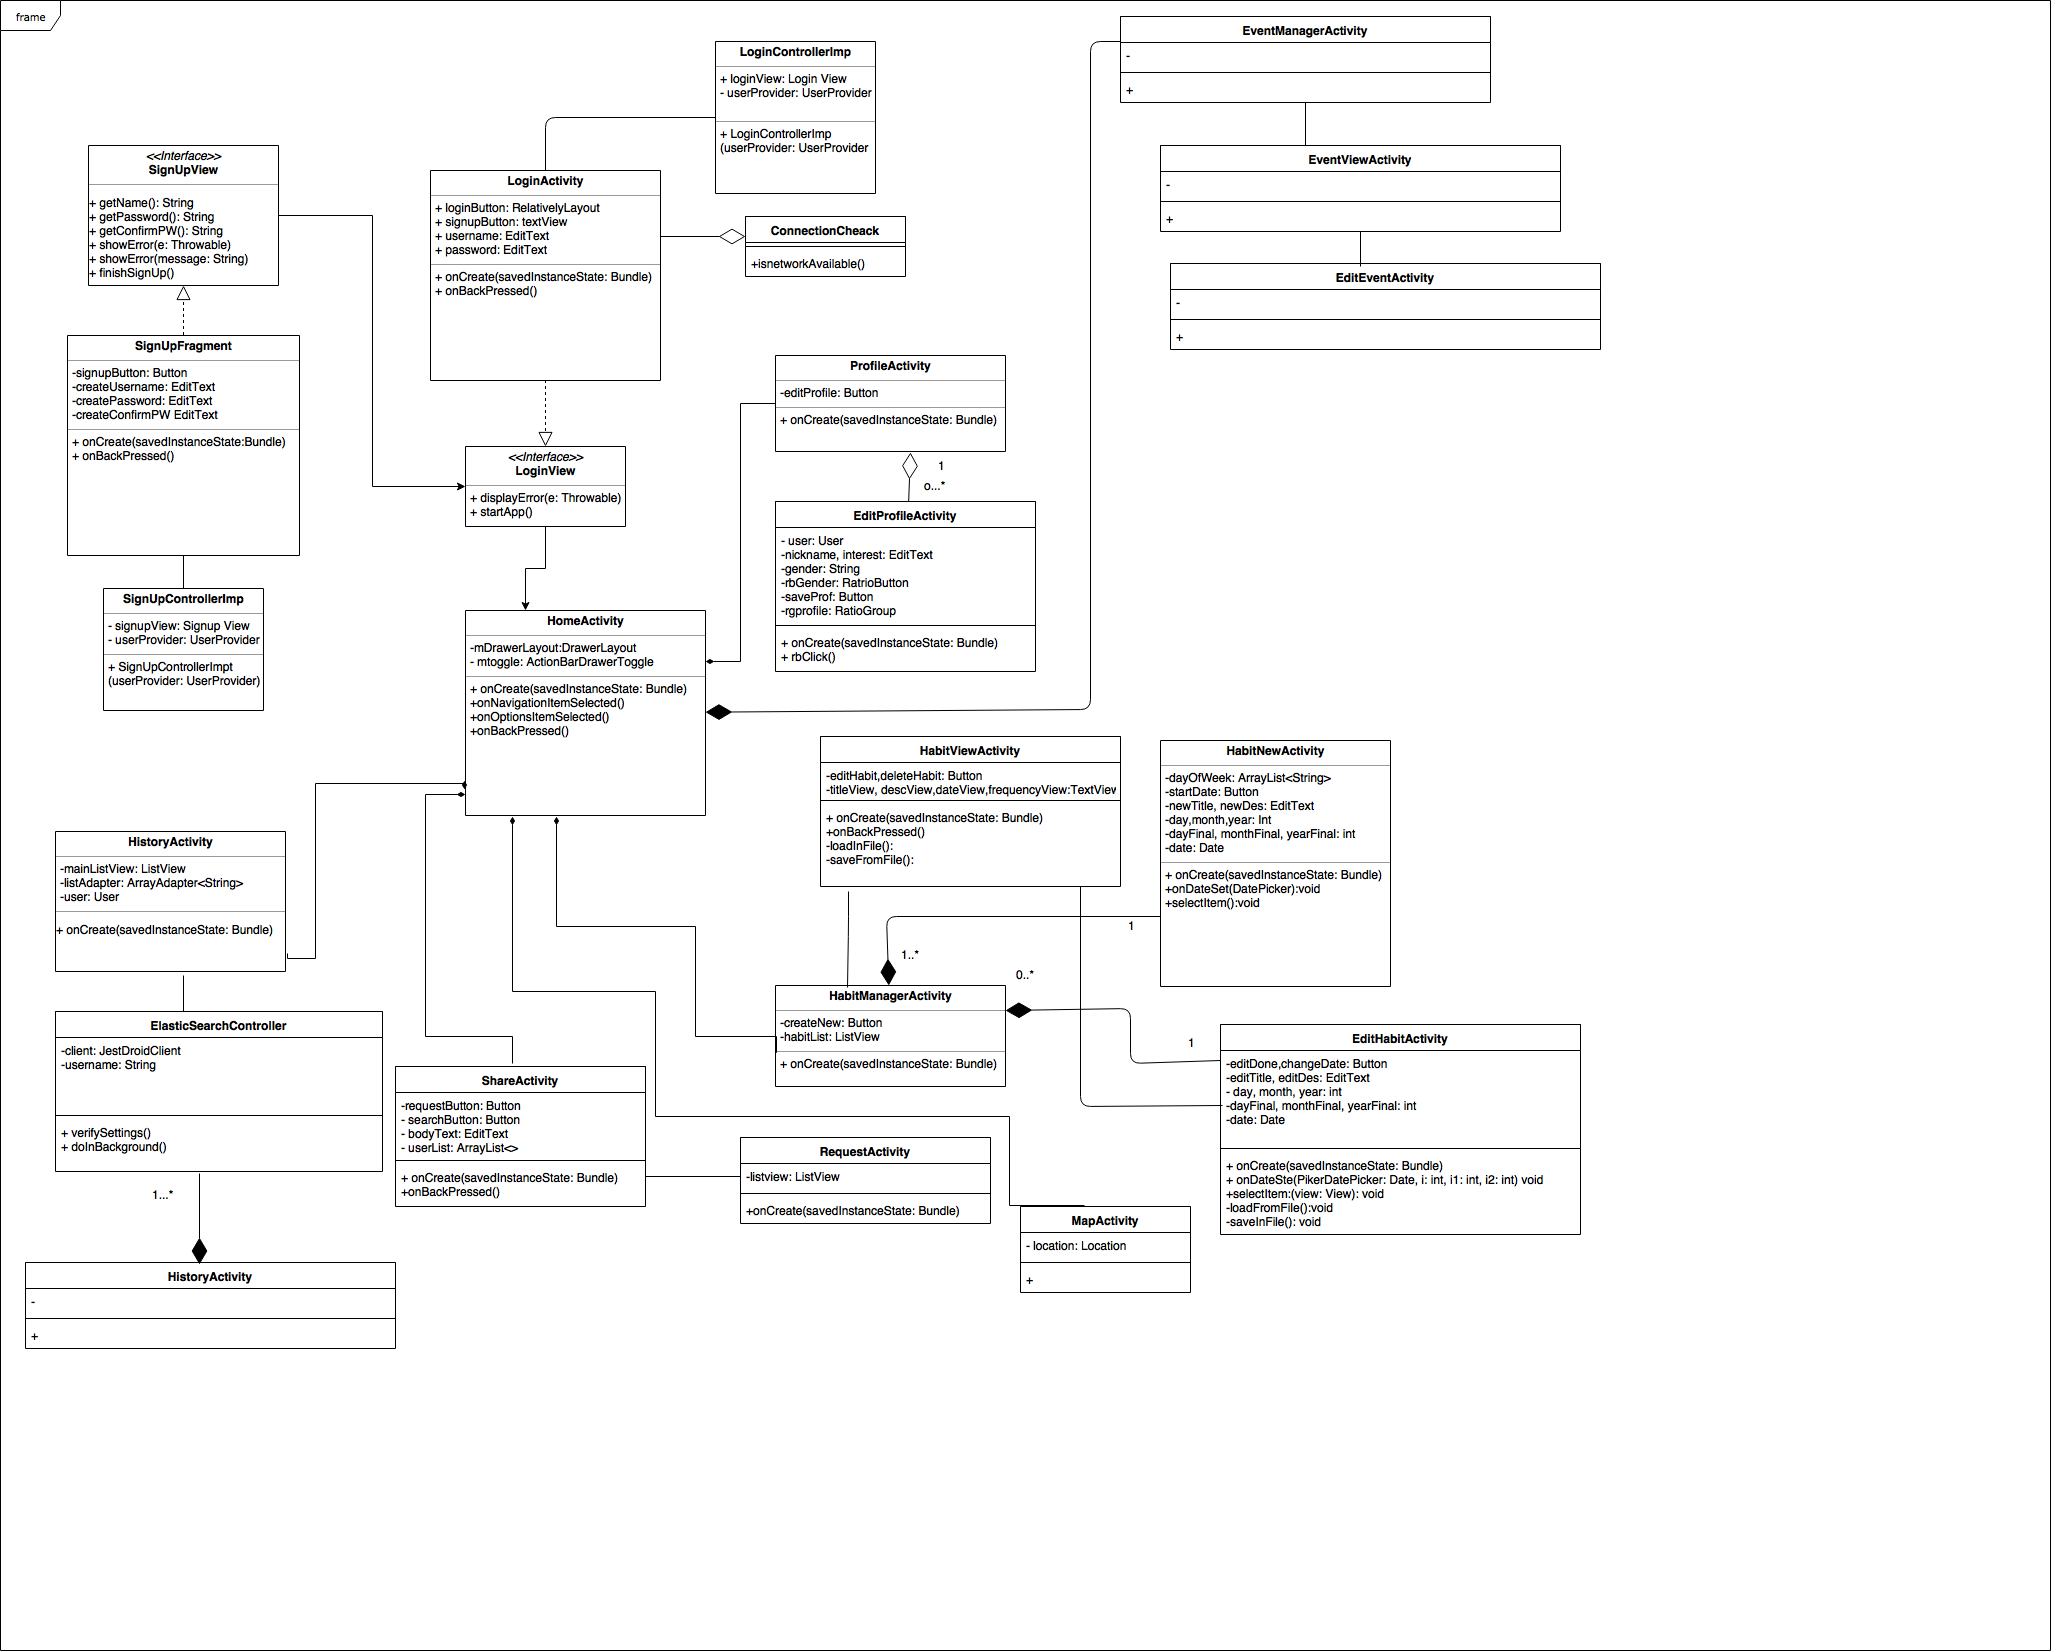 frame
LoginControllerImp
+ loginView: Login View
- userProvider: UserProvider
+ LoginControllerImp
(userProvider: UserProvider
EventManagerActivity
-
+
EventViewActivity
-
+
EditEventActivity
-
+
<<Interface>>
SignUpView
+ getName(): String
+ getPassword(): String
+ getConfirmPW(): String
+ showError(e: Throwable)
+ showError(message: String)
+ finishSignUp()
LoginActivity
+ loginButton: RelativelyLayout
+ signupButton: textView
+ username: EditText
+ password: EditText
+ onCreate(savedInstanceState: Bundle)
+ onBackPressed()
ConnectionCheack
+isnetworkAvailable()
SignUpFragment
-signupButton: Button
-createUsername: EditText
-createPassword: EditText
-createConfirmPW EditText
+ onCreate(savedInstanceState:Bundle)
+ onBackPressed()
ProfileActivity
-editProfile: Button
+ onCreate(savedInstanceState: Bundle)
1
o...*
<<Interface>>
LoginView
+ displayError(e: Throwable)
+ startApp()
EditProfileActivity
- user: User
-nickname, interest: EditText
-gender: String
-rbGender: RatrioButton
-saveProf: Button
-rgprofile: RatioGroup
+ onCreate(savedInstanceState: Bundle)
+ rbClick()
SignUpControllerImp
- signupView: Signup View
- userProvider: UserProvider
+ SignUpControllerImpt
(userProvider: UserProvider)
HomeActivity
-mDrawerLayout:DrawerLayout
- mtoggle: ActionBarDrawerToggle
+ onCreate(savedInstanceState: Bundle)
+onNavigationItemSelected()
+onOptionsItemSelected()
+onBackPressed()
HabitViewActivity
-editHabit,deleteHabit: Button
-titleView, descView,dateView,frequencyView:TextView
+ onCreate(savedInstanceState: Bundle)
+onBackPressed()
-loadInFile():
-saveFromFile():
HabitNewActivity
-dayOfWeek: ArrayList<String>
-startDate: Button
-newTitle, newDes: EditText
-day,month,year: Int
-dayFinal, monthFinal, yearFinal: int
-date: Date
+ onCreate(savedInstanceState: Bundle)
+onDateSet(DatePicker):void
+selectItem():void
HistoryActivity
-mainListView: ListView
-listAdapter: ArrayAdapter<String>
-user: User
+ onCreate(savedInstanceState: Bundle)
1
1..*
0..*
HabitManagerActivity
-createNew: Button
-habitList: ListView
+ onCreate(savedInstanceState: Bundle)
1
ElasticSearchController
-client: JestDroidClient
-username: String
+ verifySettings()
+ doInBackground()
EditHabitActivity
-editDone,changeDate: Button
-editTitle, editDes: EditText
- day, month, year: int
-dayFinal, monthFinal, yearFinal: int
-date: Date
+ onCreate(savedInstanceState: Bundle)
+ onDateSte(PikerDatePicker: Date, i: int, i1: int, i2: int) void
+selectItem:(view: View): void
-loadFromFile():void
-saveInFile(): void
ShareActivity
-requestButton: Button
- searchButton: Button
- bodyText: EditText
- userList: ArrayList<>
+ onCreate(savedInstanceState: Bundle)
+onBackPressed()
RequestActivity
-listview: ListView
+onCreate(savedInstanceState: Bundle)
1...*
MapActivity
- location: Location
+
HistoryActivity
-
+